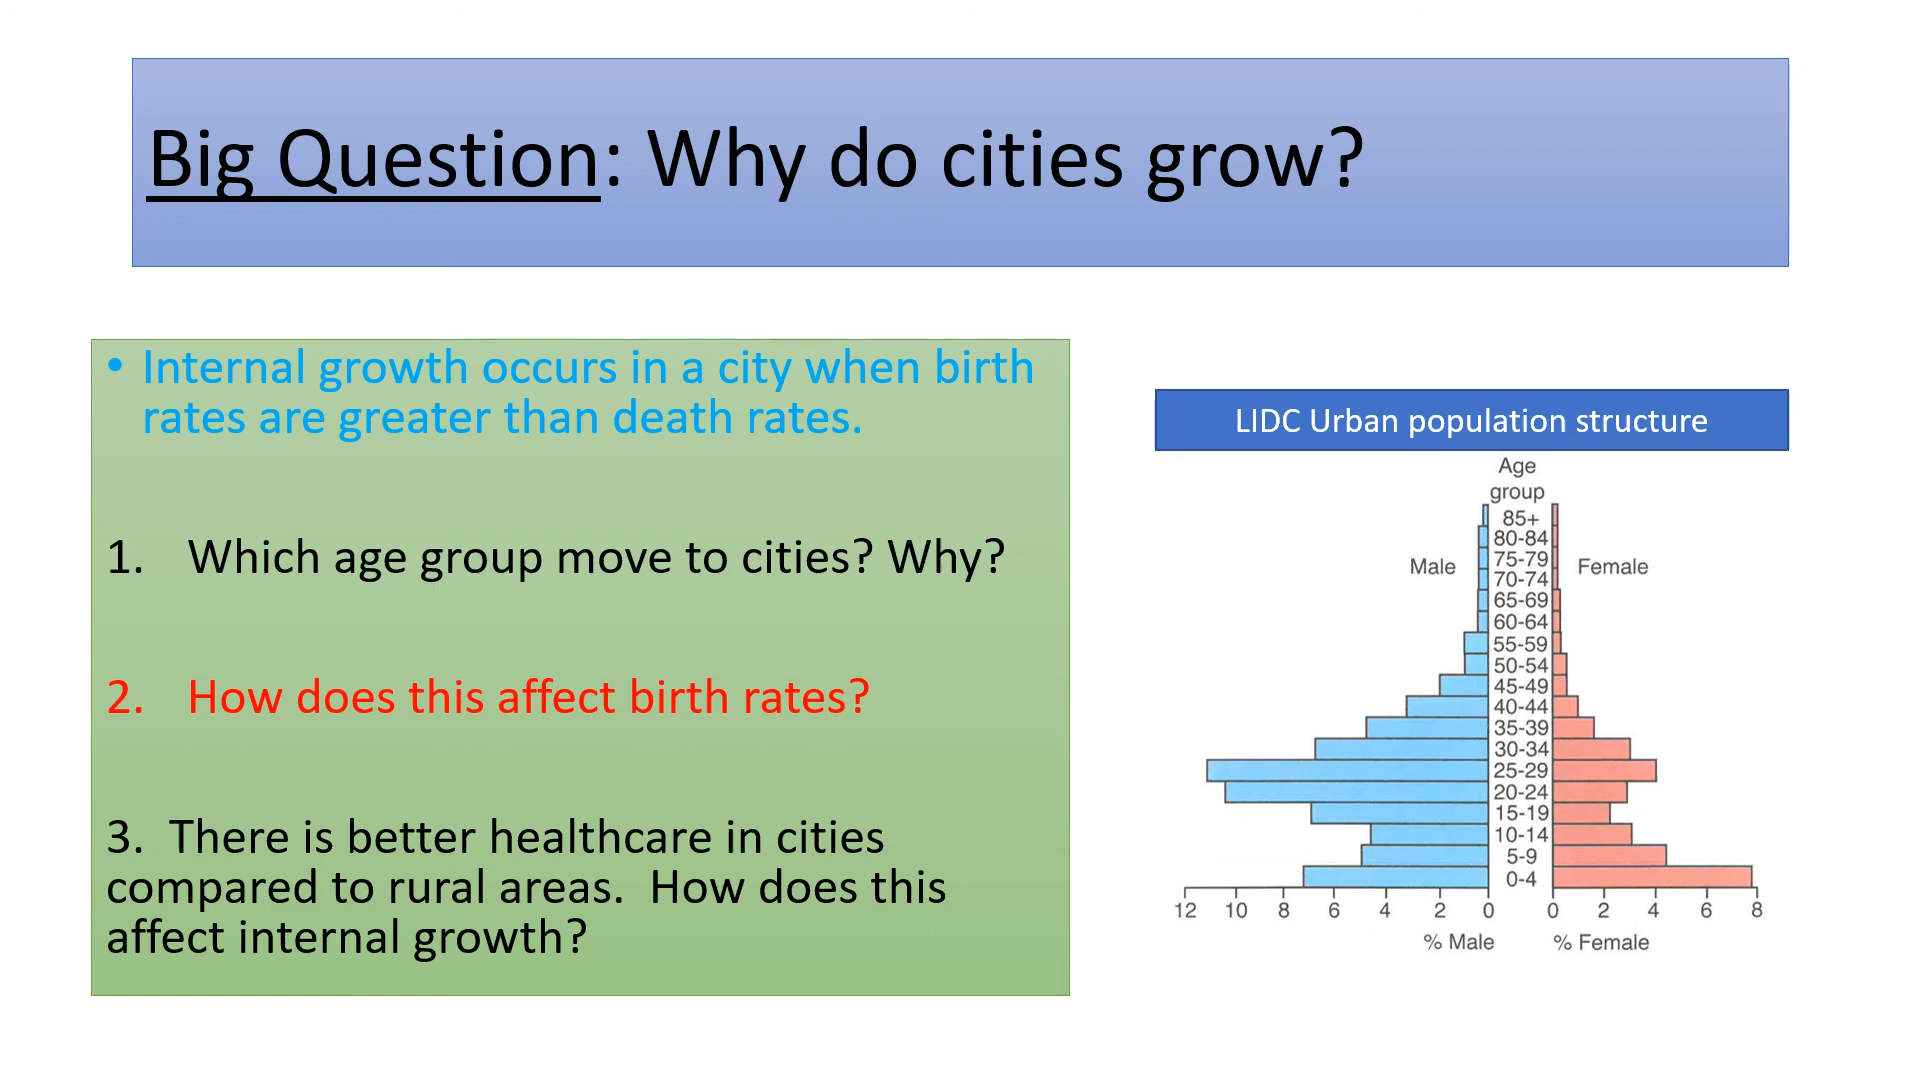 Big Question: Why do cities grow?
• Internal growth occurs in a city when birth
rates are greater than death rates.
1. Which age group move to cities? Why?
2. How does this affect birth rates?
3. There is better healthcare in cities
compared to rural areas. How does this
affect internal growth?
LIDC Urban population structure
Age
group
85+
80-84
75-79
Male
Female
70-74
65-69
60-64
55-59
50-54
45-49
40-44
35-39
30-34
25-29
20-24
15-19
10-14
5-9
0-4
12 10 8 6 4 2 0 0 2 4 6 8
% Male % Female